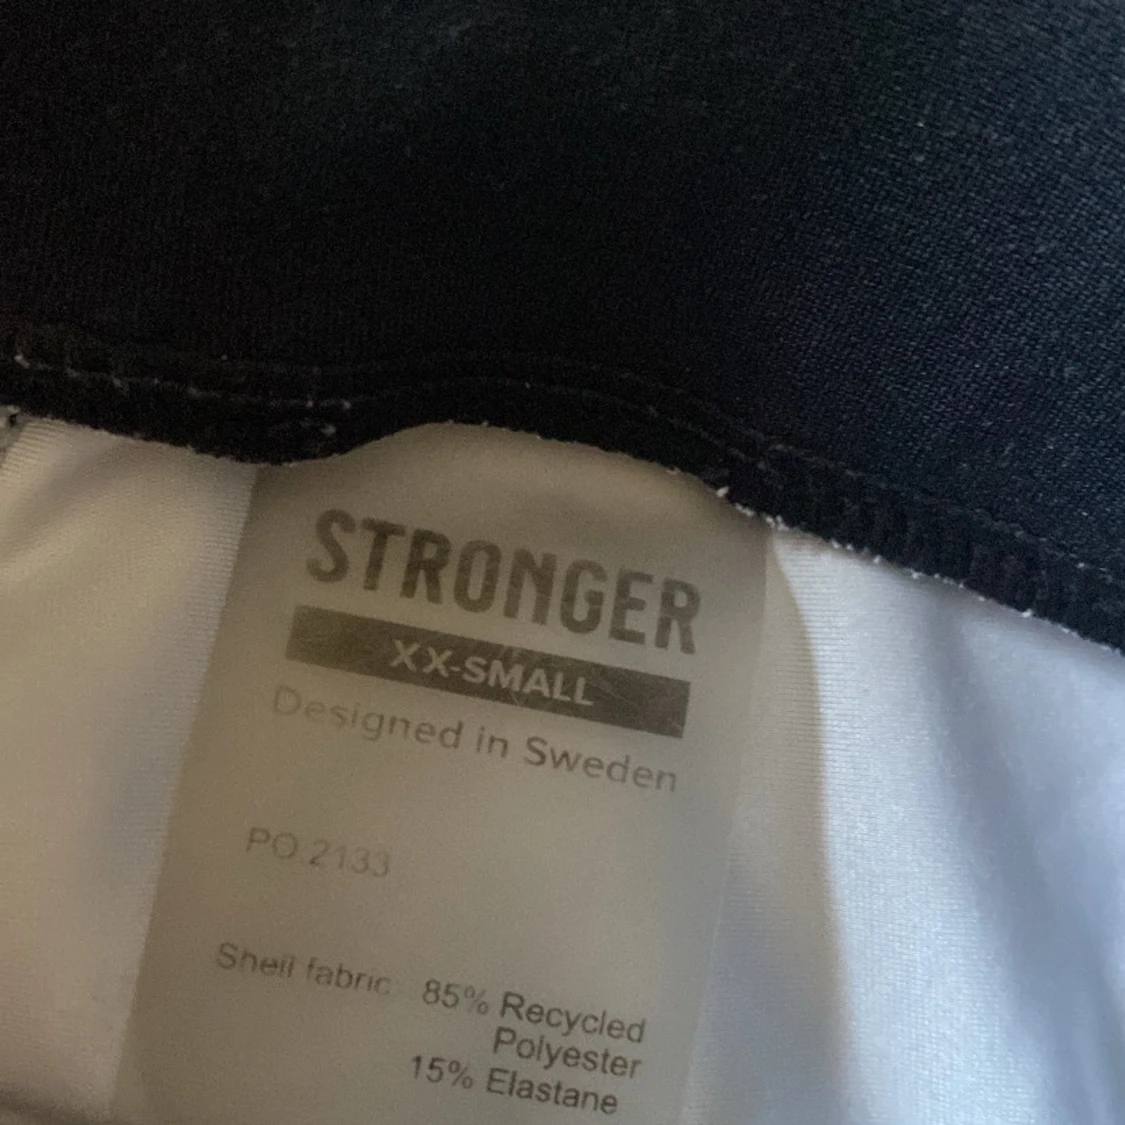 STRONGER
XX-SMALL
Designed in Sweden
PO.2133
Shell fabric: 85% Recycled
Polyester
15% Elastane